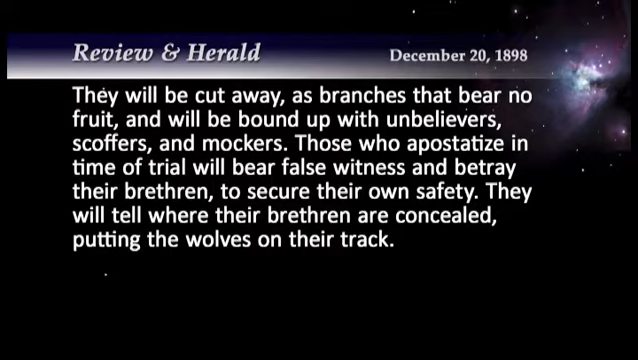 Review & Herald
December 20, 1898
They will be cut away, as branches that bear no
fruit, and will be bound up with unbelievers,
scoffers, and mockers. Those who apostatize in
time of trial will bear false witness and betray
their brethren, to secure their own safety. They
will tell where their brethren are concealed,
putting the wolves on their track.